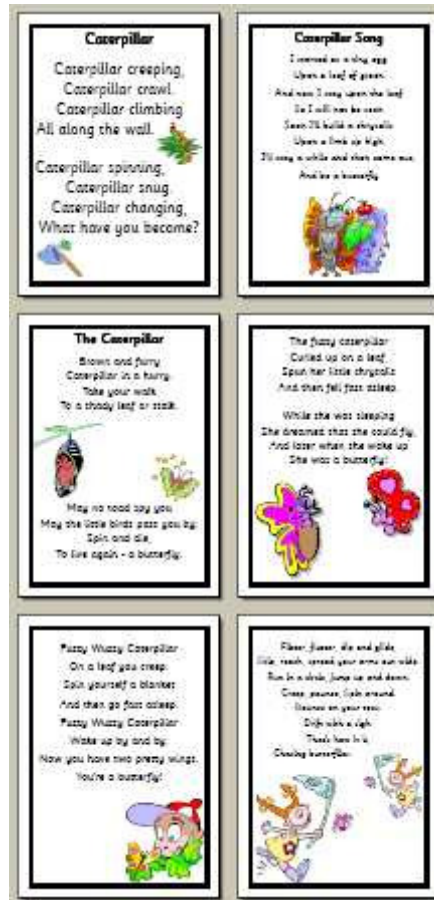 Caterpillar
Caterpillar creeping,
Caterpillar crawl
Caterpillar climbing
All along the wall.
Caterpillar spinning,
Caterpillar snug
Caterpillar changing,
What have you become?
Caterpillar Song
I started as a tiny egg
Upon a leaf of green
And now I stay upon the leaf
So I will not be seen
Soon I'll build a chrysalis
Upon a limb up high
I'll stay a while and then come out
And be a butterfly
The Caterpillar
Brown and furry
Caterpillar in a hurry
Take your walk
To a shady leaf or stalk.
May no toad spy you
May the little birds pass you by
Spin and die,
To live again - a butterfly.
The fuzzy caterpillar
Curled up on a leaf
Spun her little chrysalis
And then fell fast asleep.
While she was sleeping
She dreamed that she could fly,
And later when she woke up
She was a butterfly!
Fuzzy Wuzzy Caterpillar
On a leaf you creep.
Spin yourself a blanket
And then go fast asleep.
Fuzzy Wuzzy Caterpillar
Wake up by and by
Now you have two pretty wings.
You're a butterfly!
flutter, dip and glide
reach, spread your arms out wide
Run in a circle, jump up and down
Creep, pounce, around
on your
with a sigh
That's how it is
Chasing butterflies.